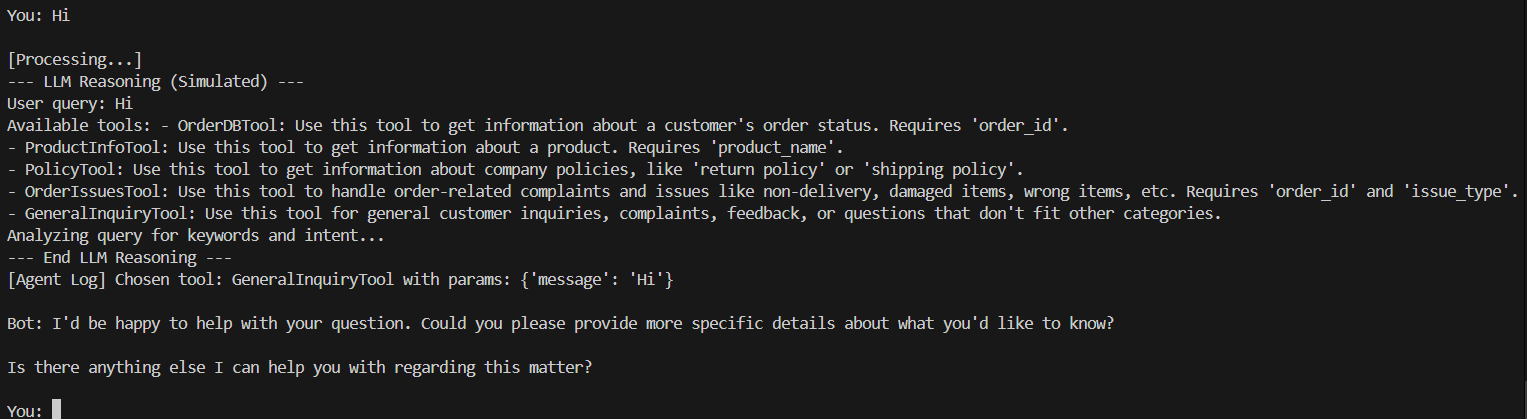 You: Hi
[Processing...]
--- LLM Reasoning (Simulated) ---
User query: Hi
Available tools: - OrderDBTool: Use this tool to get information about a customer's order status. Requires 'order_id'.
- ProductInfoTool: Use this tool to get information about a product. Requires 'product_name'.
- PolicyTool: Use this tool to get information about company policies, like 'return policy' or 'shipping policy'.
- OrderIssuesTool: Use this tool to handle order-related complaints and issues like non-delivery, damaged items, wrong items, etc. Requires 'order_id' and 'issue_type'.
- GeneralInquiryTool: Use this tool for general customer inquiries, complaints, feedback, or questions that don't fit other categories.
Analyzing query for keywords and intent...
--- End LLM Reasoning ---
[Agent Log] Chosen tool: GeneralInquiryTool with params: {'message': 'Hi'}
Bot: I'd be happy to help with your question. Could you please provide more specific details about what you'd like to know?
Is there anything else I can help you with regarding this matter?
You: